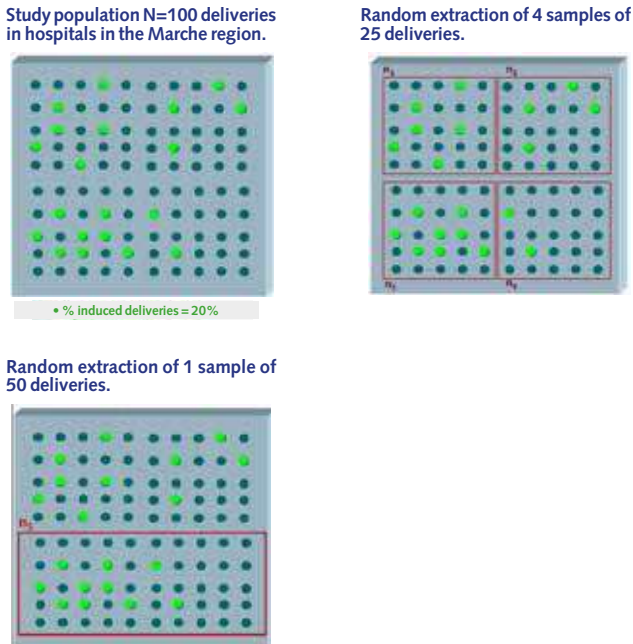 Study population N=100 deliveries
in hospitals in the Marche region.
• % induced deliveries = 20%
Random extraction of 4 samples of
25 deliveries.
Random extraction of 1 sample of
50 deliveries.